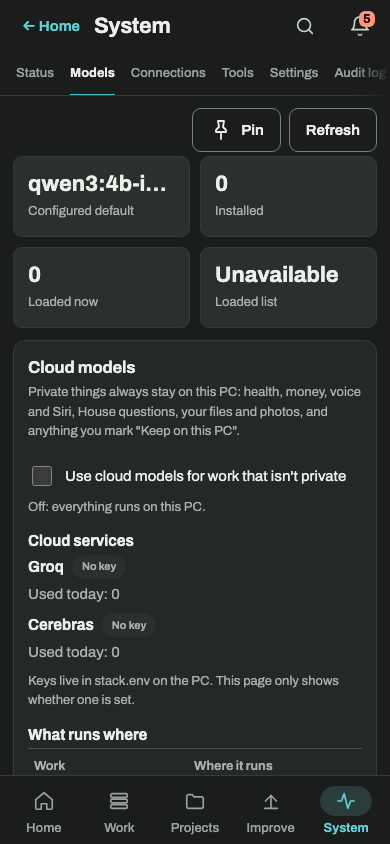 ← Home System
5
Status Models Connections Tools Settings Audit log
Pin Refresh
qwen3:4b-i...
Configured default
0
Installed
0
Loaded now
Unavailable
Loaded list
Cloud models
Private things always stay on this PC: health, money, voice
and Siri, House questions, your files and photos, and
anything you mark "Keep on this PC".
Use cloud models for work that isn't private
Off: everything runs on this PC.
Cloud services
Groq No key
Used today: 0
Cerebras No key
Used today: 0
Keys live in stack.env on the PC. This page only shows
whether one is set.
What runs where
Work Where it runs
Home Work Projects Improve System